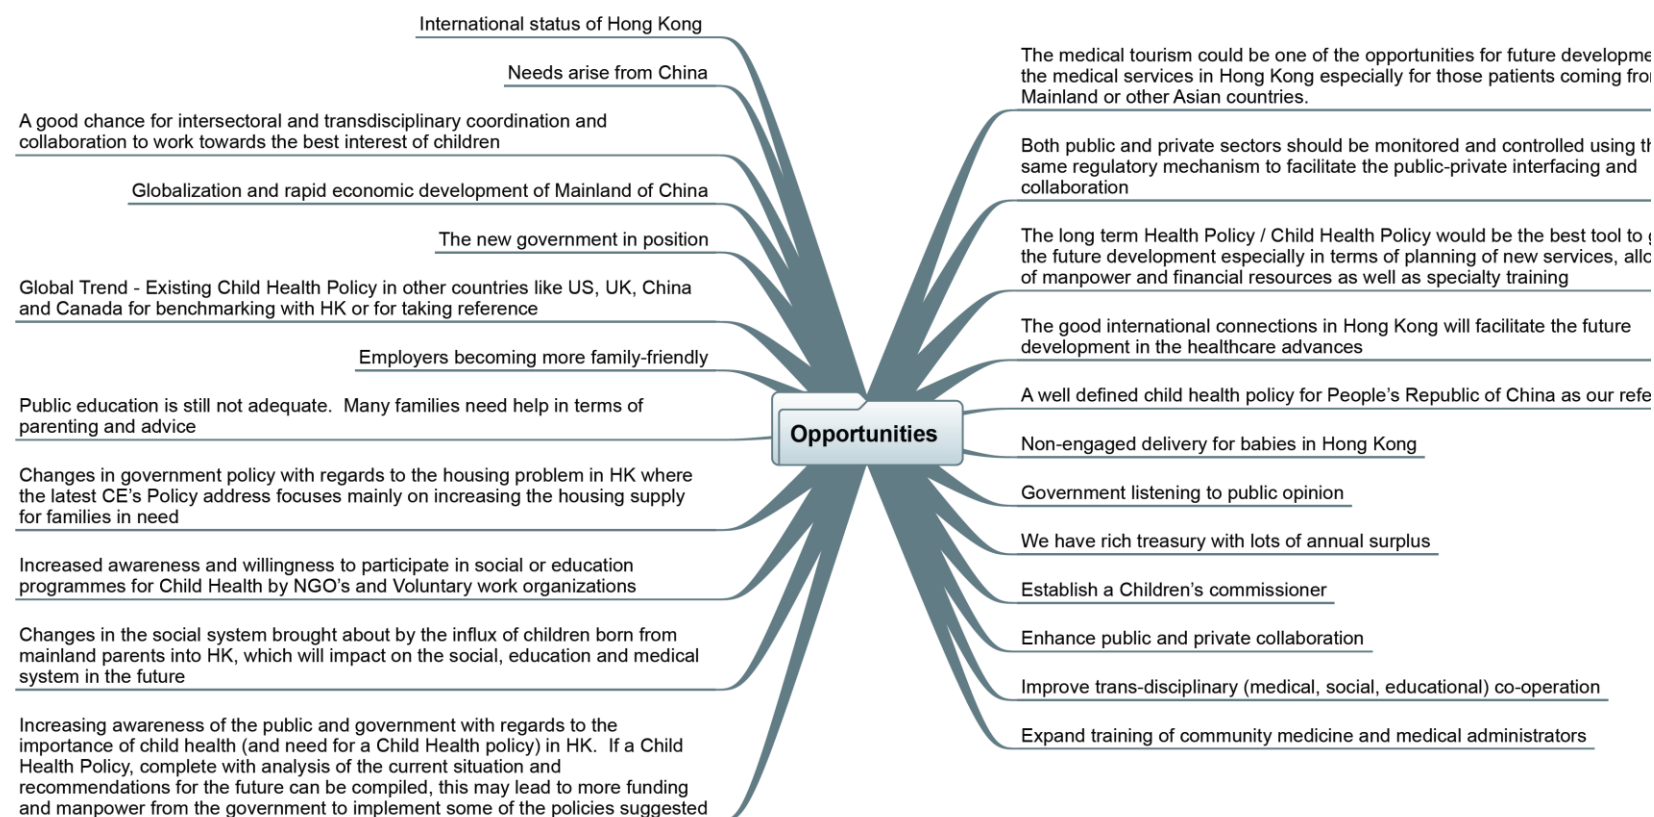 International status of Hong Kong
Needs arise from China
A good chance for intersectoral and transdisciplinary coordination and
collaboration to work towards the best interest of children
Globalization and rapid economic development of Mainland of China
The new government in position
Global Trend - Existing Child Health Policy in other countries like US, UK, China
and Canada for benchmarking with HK or for taking reference
Employers becoming more family-friendly
Public education is still not adequate.  Many families need help in terms of
parenting and advice
Changes in government policy with regards to the housing problem in HK where
the latest CE's Policy address focuses mainly on increasing the housing supply
for families in need
Increased awareness and willingness to participate in social or education
programmes for Child Health by NGO's and Voluntary work organizations
Changes in the social system brought about by the influx of children born from
mainland parents into HK, which will impact on the social, education and medical
system in the future
Increasing awareness of the public and government with regards to the
importance of child health (and need for a Child Health policy) in HK.  If a Child
Health Policy, complete with analysis of the current situation and
recommendations for the future can be compiled, this may lead to more funding
and manpower from the government to implement some of the policies suggested
Opportunities
The medical tourism could be one of the opportunities for future
the medical services in Hong Kong especially for those patients coming
Mainland or other Asian countries.
Both public and private sectors should be monitored and controlled using
same regulatory mechanism to facilitate the public-private interfacing and
collaboration
The long term Health Policy / Child Health Policy would be the best tool to
the future development especially in terms of planning of new services,
of manpower and financial resources as well as specialty training
The good international connections in Hong Kong will facilitate the future
development in the healthcare advances
A well defined child health policy for People's Republic of China as our
Non-engaged delivery for babies in Hong Kong
Government listening to public opinion
We have rich treasury with lots of annual surplus
Establish a Children's commissioner
Enhance public and private collaboration
Improve trans-disciplinary (medical, social, educational) co-operation
Expand training of community medicine and medical administrators